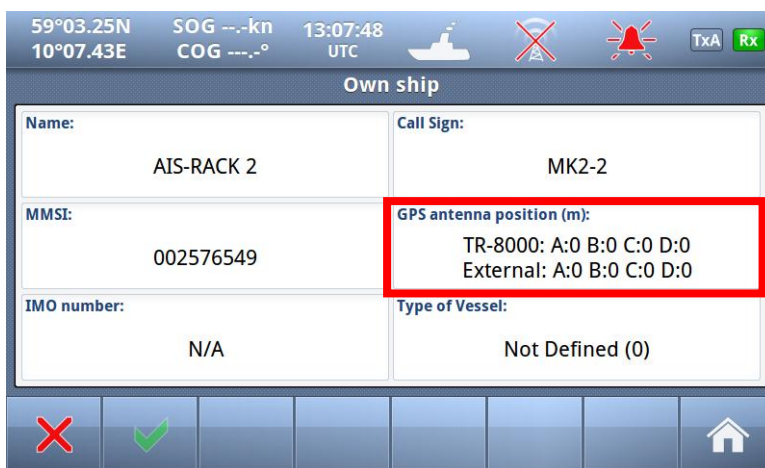 59°03.25N SOG --.-kn 13:07:48 TxA Rx
10°07.43E COG ---.-° UTC
Own ship
Name: Call Sign:
AIS-RACK 2 MK2-2
MMSI: GPS antenna position (m):
002576549 TR-8000: A:0 B:0 C:0 D:0
External: A:0 B:0 C:0 D:0
IMO number: Type of Vessel:
N/A Not Defined (0)